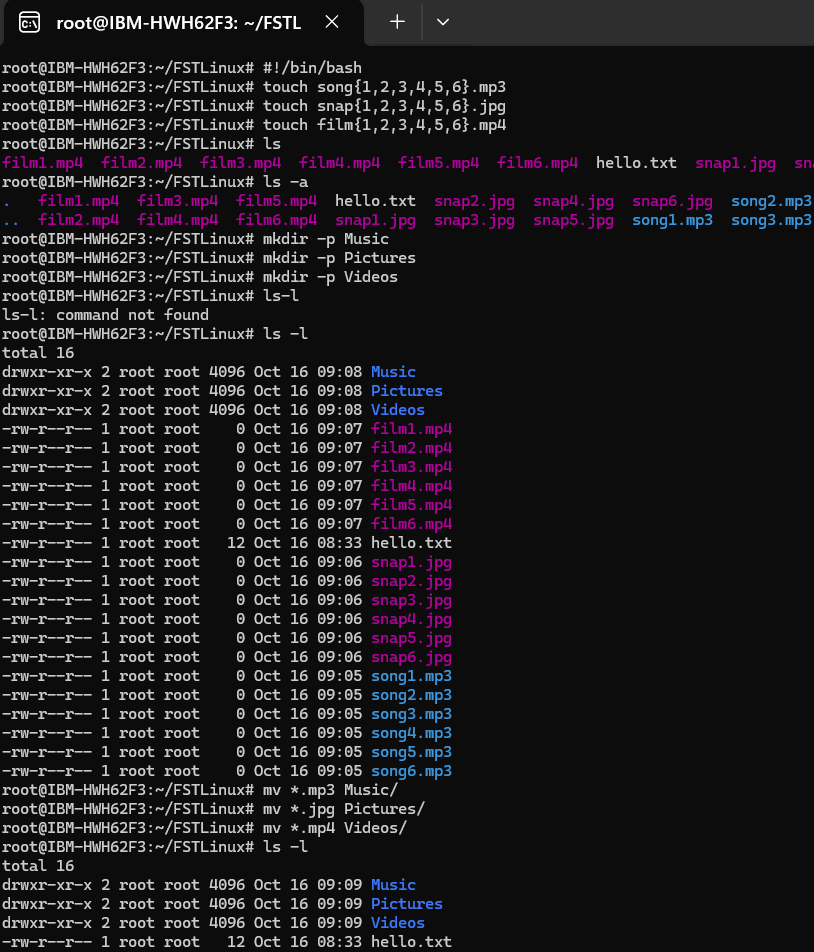 root@IBM-HWH62F3: ~/FSTL
root@IBM-HWH62F3:~/FSTLinux# #!/bin/bash
root@IBM-HWH62F3:~/FSTLinux# touch song{1,2,3,4,5,6}.mp3
root@IBM-HWH62F3:~/FSTLinux# touch snap{1,2,3,4,5,6}.jpg
root@IBM-HWH62F3:~/FSTLinux# touch film{1,2,3,4,5,6}.mp4
root@IBM-HWH62F3:~/FSTLinux# ls
film1.mp4  film2.mp4  film3.mp4  film4.mp4  film5.mp4  film6.mp4  hello.txt  snap1.jpg  sn
root@IBM-HWH62F3:~/FSTLinux# ls -a
.   film1.mp4  film3.mp4  film5.mp4  hello.txt  snap2.jpg  snap4.jpg  snap6.jpg  song2.mp3
..  film2.mp4  film4.mp4  film6.mp4  snap1.jpg  snap3.jpg  snap5.jpg  song1.mp3  song3.mp3
root@IBM-HWH62F3:~/FSTLinux# mkdir -p Music
root@IBM-HWH62F3:~/FSTLinux# mkdir -p Pictures
root@IBM-HWH62F3:~/FSTLinux# mkdir -p Videos
root@IBM-HWH62F3:~/FSTLinux# ls-l
ls-l: command not found
root@IBM-HWH62F3:~/FSTLinux# ls -l
total 16
drwxr-xr-x 2 root root 4096 Oct 16 09:08 Music
drwxr-xr-x 2 root root 4096 Oct 16 09:08 Pictures
drwxr-xr-x 2 root root 4096 Oct 16 09:08 Videos
-rw-r--r-- 1 root root    0 Oct 16 09:07 film1.mp4
-rw-r--r-- 1 root root    0 Oct 16 09:07 film2.mp4
-rw-r--r-- 1 root root    0 Oct 16 09:07 film3.mp4
-rw-r--r-- 1 root root    0 Oct 16 09:07 film4.mp4
-rw-r--r-- 1 root root    0 Oct 16 09:07 film5.mp4
-rw-r--r-- 1 root root    0 Oct 16 09:07 film6.mp4
-rw-r--r-- 1 root root   12 Oct 16 08:33 hello.txt
-rw-r--r-- 1 root root    0 Oct 16 09:06 snap1.jpg
-rw-r--r-- 1 root root    0 Oct 16 09:06 snap2.jpg
-rw-r--r-- 1 root root    0 Oct 16 09:06 snap3.jpg
-rw-r--r-- 1 root root    0 Oct 16 09:06 snap4.jpg
-rw-r--r-- 1 root root    0 Oct 16 09:06 snap5.jpg
-rw-r--r-- 1 root root    0 Oct 16 09:06 snap6.jpg
-rw-r--r-- 1 root root    0 Oct 16 09:05 song1.mp3
-rw-r--r-- 1 root root    0 Oct 16 09:05 song2.mp3
-rw-r--r-- 1 root root    0 Oct 16 09:05 song3.mp3
-rw-r--r-- 1 root root    0 Oct 16 09:05 song4.mp3
-rw-r--r-- 1 root root    0 Oct 16 09:05 song5.mp3
-rw-r--r-- 1 root root    0 Oct 16 09:05 song6.mp3
root@IBM-HWH62F3:~/FSTLinux# mv *.mp3 Music/
root@IBM-HWH62F3:~/FSTLinux# mv *.jpg Pictures/
root@IBM-HWH62F3:~/FSTLinux# mv *.mp4 Videos/
root@IBM-HWH62F3:~/FSTLinux# ls -l
total 16
drwxr-xr-x 2 root root 4096 Oct 16 09:09 Music
drwxr-xr-x 2 root root 4096 Oct 16 09:09 Pictures
drwxr-xr-x 2 root root 4096 Oct 16 09:09 Videos
-rw-r--r-- 1 root root   12 Oct 16 08:33 hello.txt